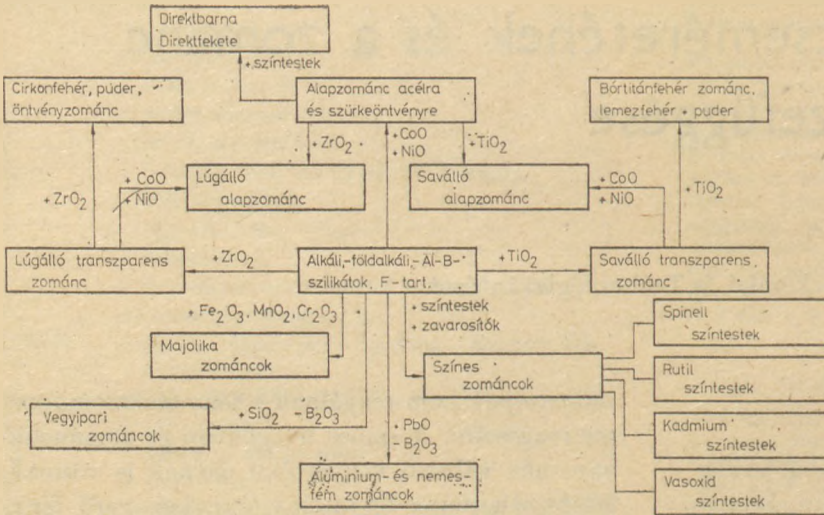 Direktbarna
Direktfekete
+ színtestek
Cirkonfehér, púder,
öntvényzománc
Alapzománc acélra
és szürkeöntvényre
Bórtitánfehér zománc,
lemezfehér + puder
+ ZrO₂
+ CoO
+ NiO
+ TiO₂
+ CoO
+ NiO
Lúgálló
alapzománc
Saválló
alapzománc
+ CoO
+ NiO
+ ZrO₂
+ TiO₂
Lúgálló transzparens
zománc
+ ZrO₂
Alkáli,-földalkáli,-Al-B-
szilikátok, F-tart.
+ TiO₂
Saválló transzparens
zománc
+ Fe₂O₃, MnO₂, Cr₂O₃
+ színtestek
+ zavarosítók
Spinell
színtestek
Majolika
zománcok
Színes
zománcok
Rutil
színtestek
Vegyipari
zománcok
+ SiO₂ – B₂O₃
+ PbO
– B₂O₃
Kadmium
színtestek
Aluminium- és nemes-
fém zománcok
Vasoxid
színtestek